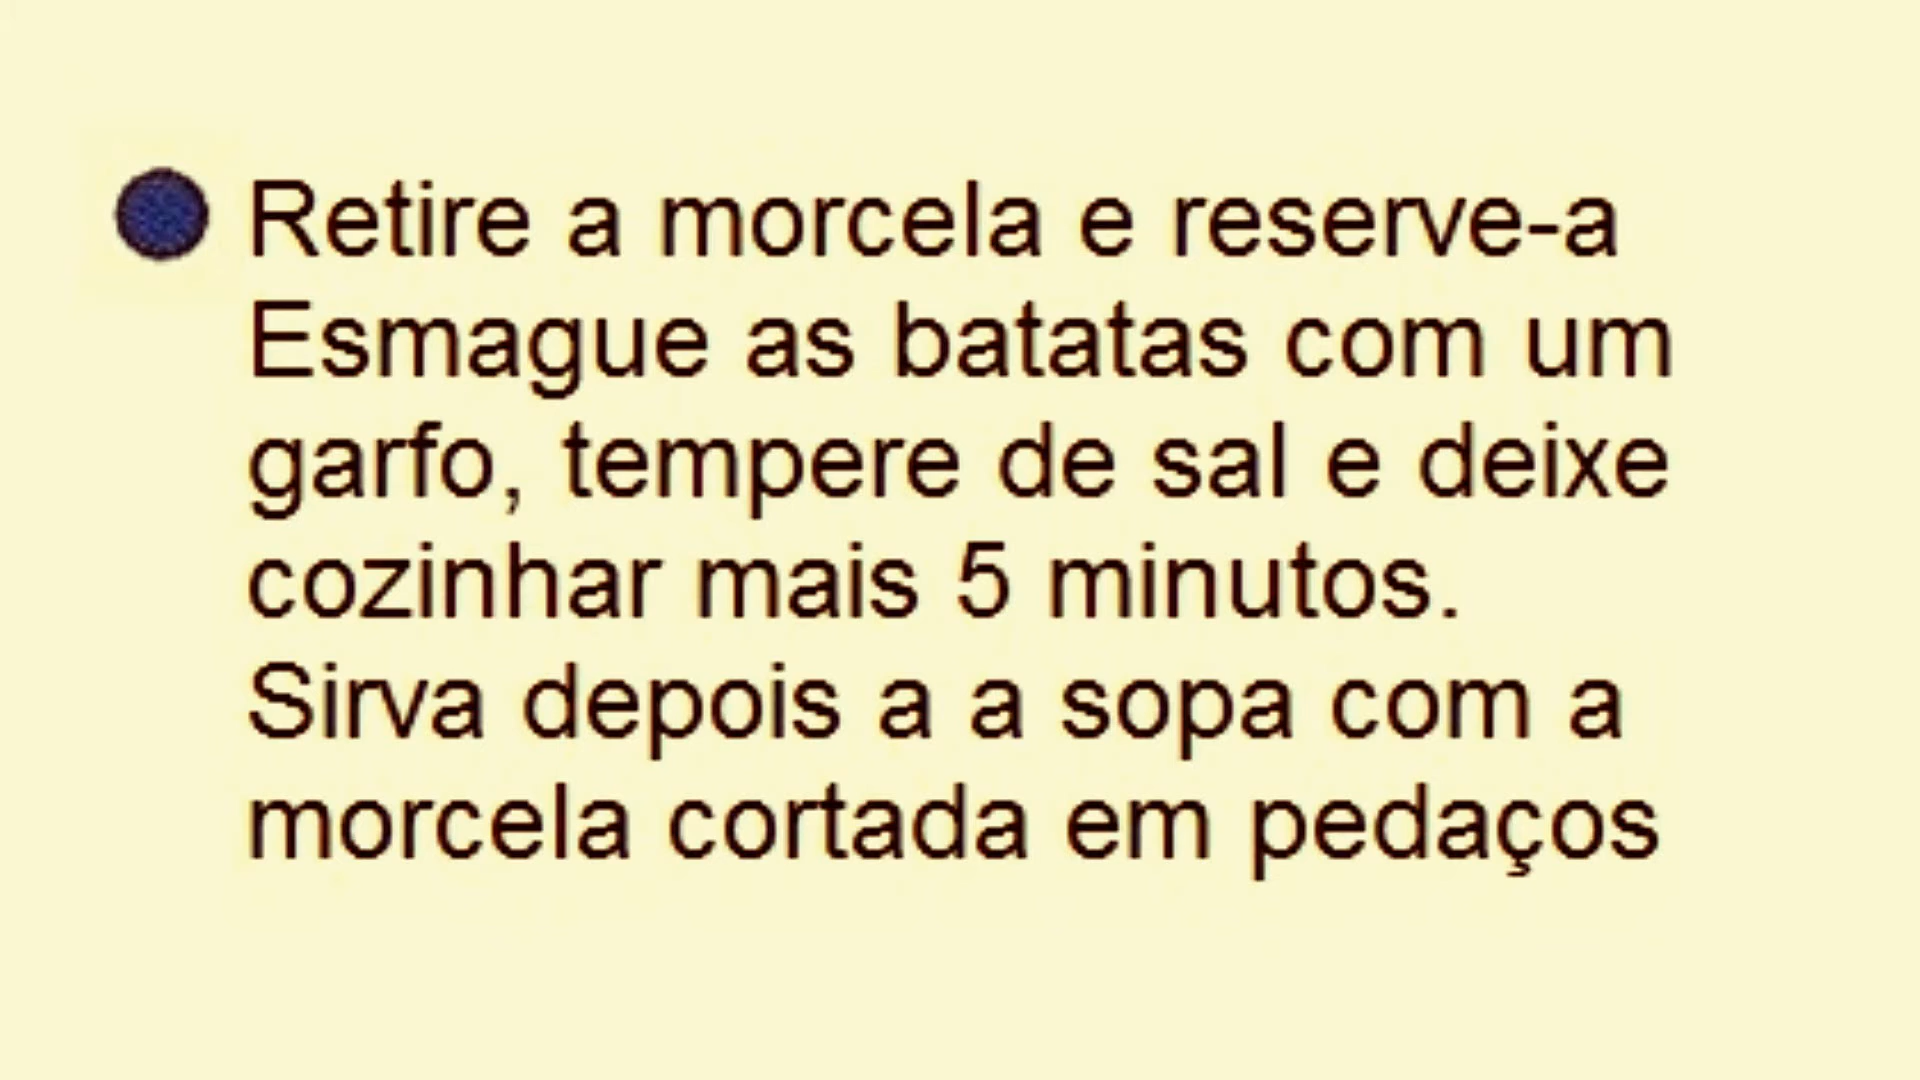 Retire a morcela e reserve-a
Esmague as batatas com um
garfo, tempere de sal e deixe
cozinhar mais 5 minutos.
Sirva depois a a sopa com a
morcela cortada em pedaços